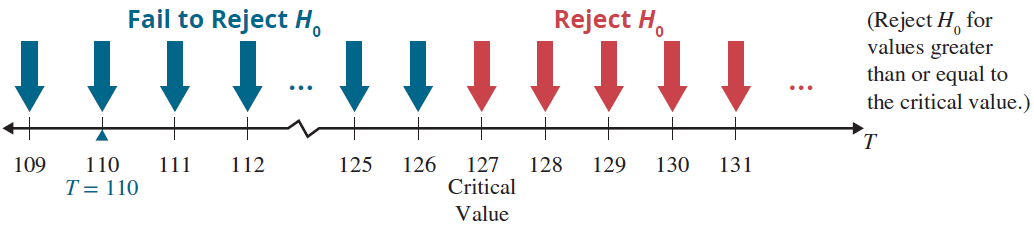 Fail to Reject H₀
Reject H₀
(Reject H₀ for
values greater
than or equal to
the critical value.)
... ...
T
109 110 111 112 125 126 127 128 129 130 131
T = 110
Critical
Value